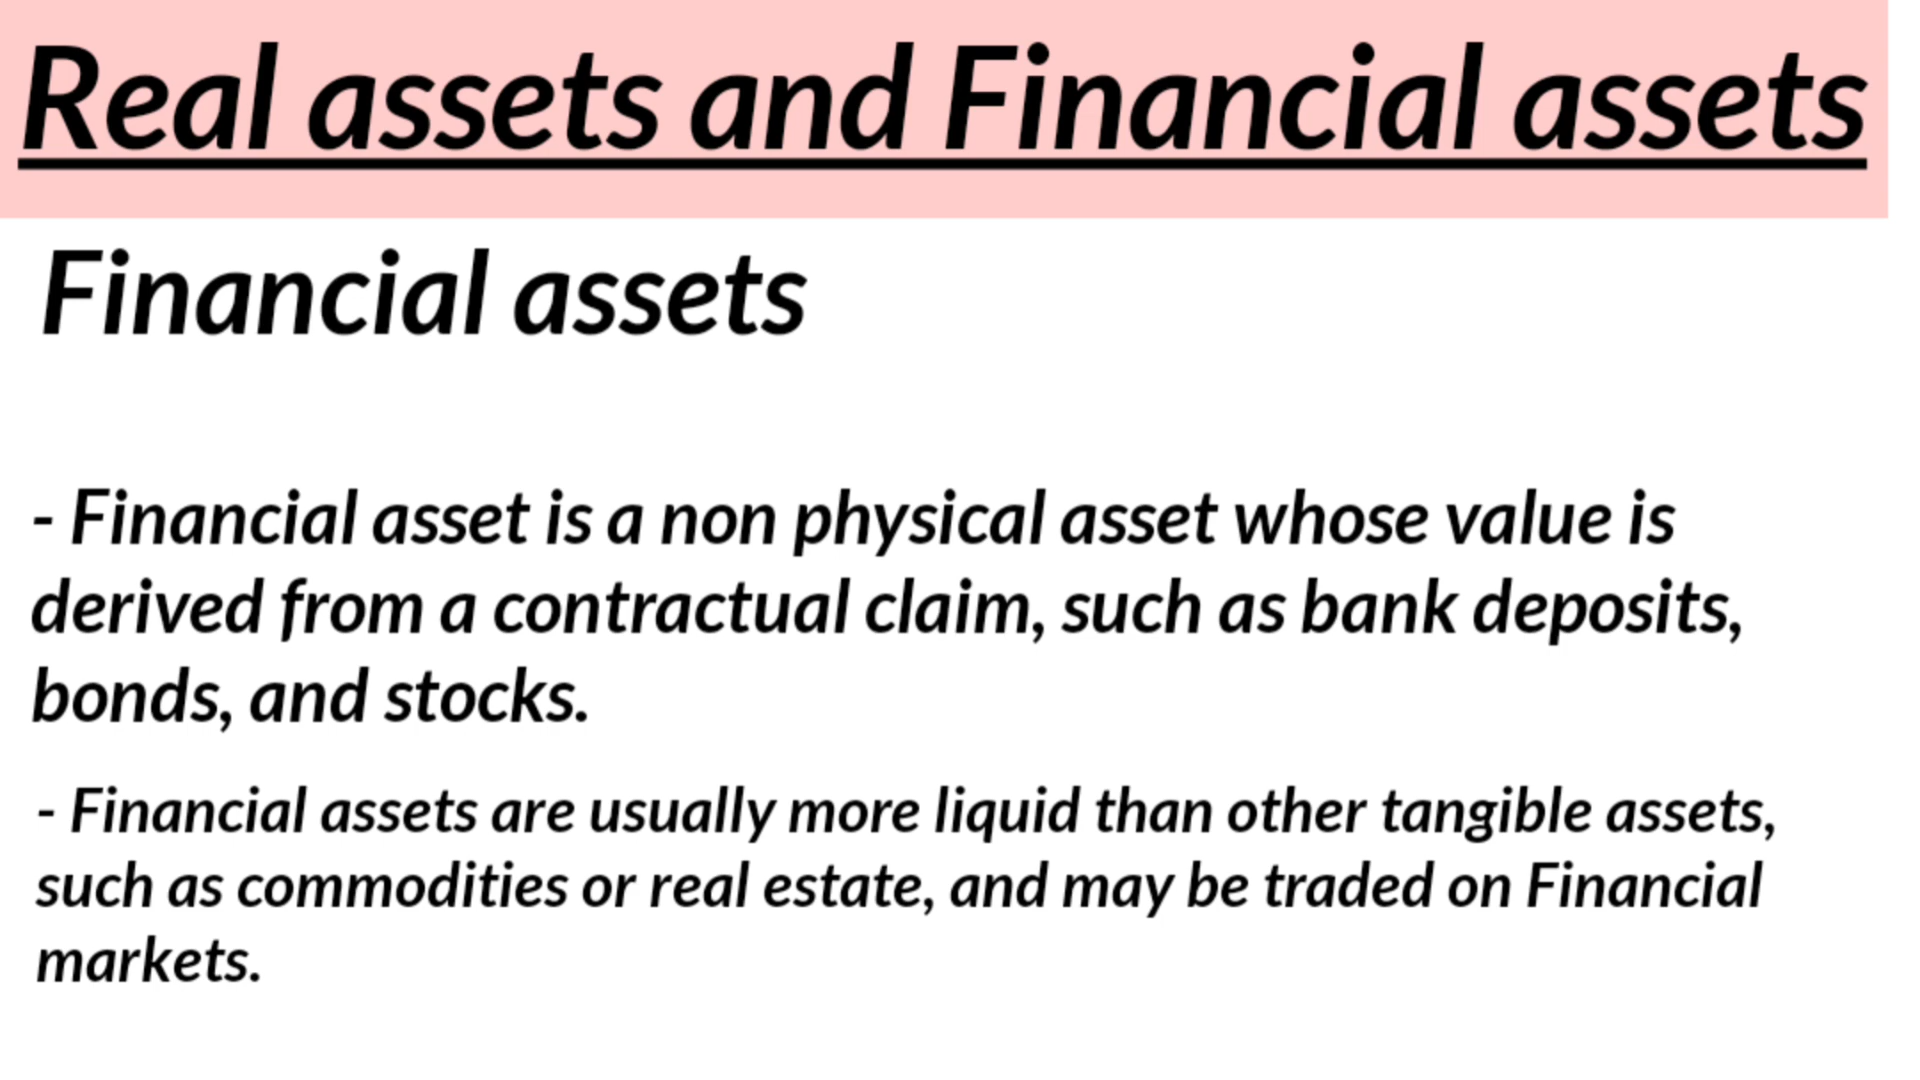 Real assets and Financial assets
Financial assets
- Financial asset is a non physical asset whose value is
derived from a contractual claim, such as bank deposits,
bonds, and stocks.
- Financial assets are usually more liquid than other tangible assets,
such as commodities or real estate, and may be traded on Financial
markets.